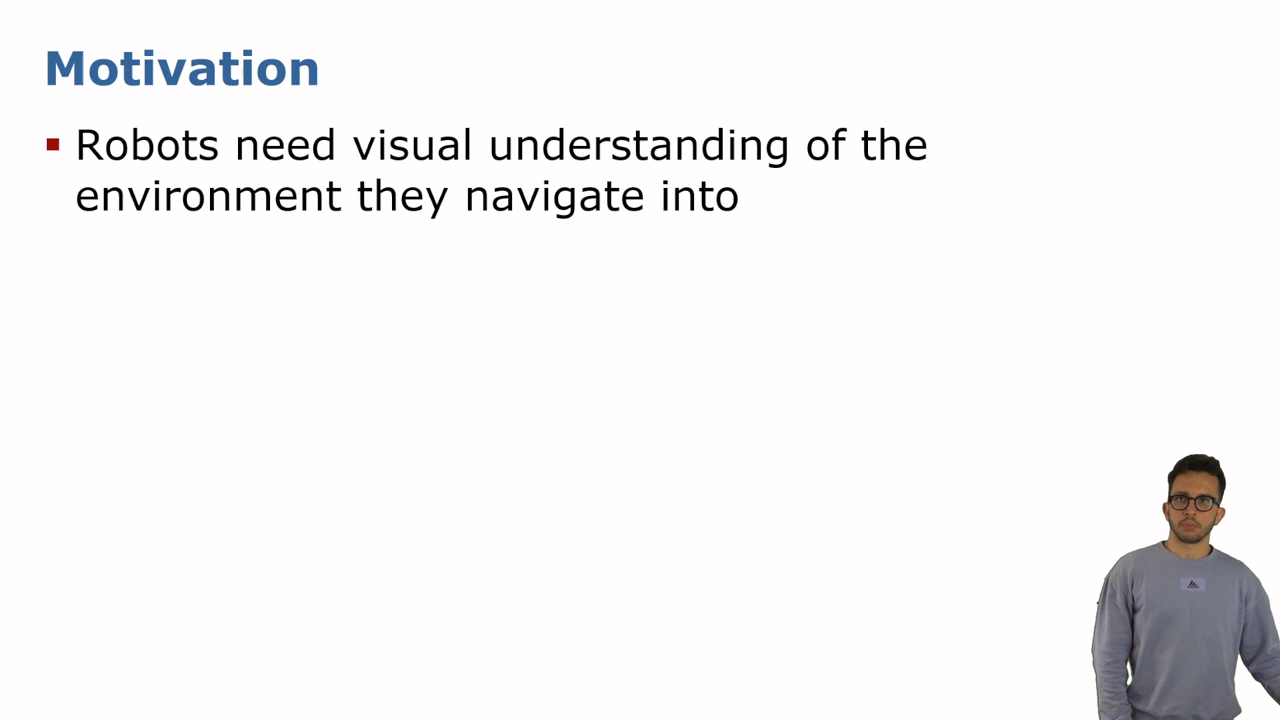 Motivation
Robots need visual understanding of the
environment they navigate into